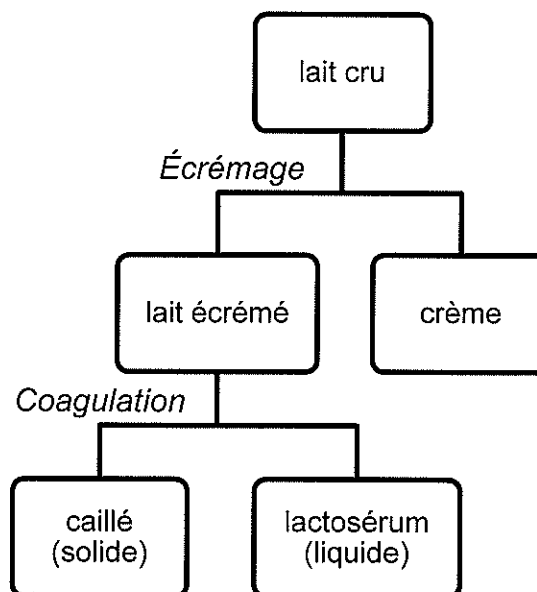 lait cru
Écrémage
lait écrémé
crème
Coagulation
caillé
(solide)
lactosérum
(liquide)